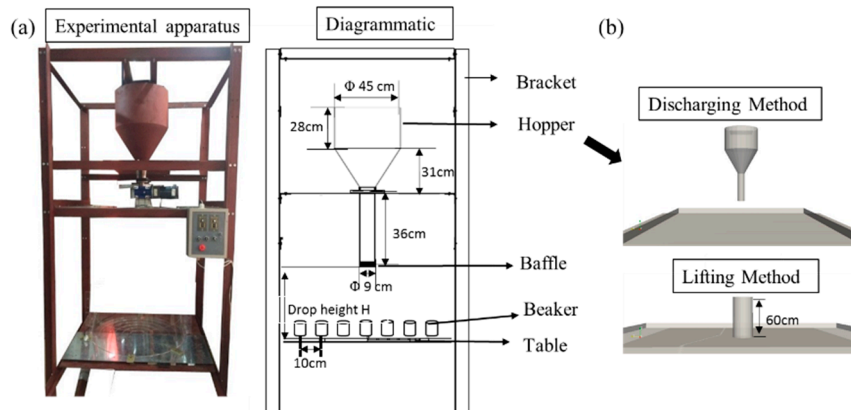 (a)
Experimental apparatus
Diagrammatic
(b)
Φ 45 cm
28cm
31cm
36cm
Φ 9 cm
Drop height H
10cm
Bracket
Hopper
Baffle
Beaker
Table
Discharging Method
Lifting Method
60cm